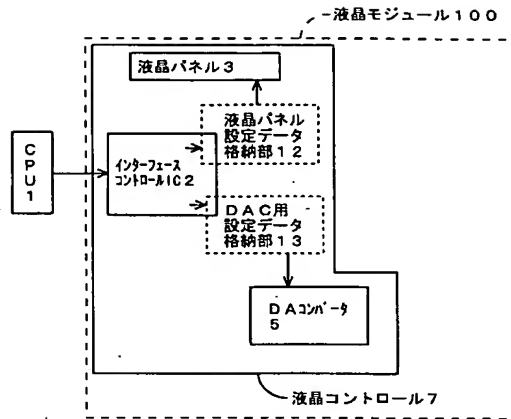 液晶モジュール100
液晶パネル3
液晶パネル
設定データ
格納部12
CPU1
インターフェース
コントロールIC2
DAC用
設定データ
格納部13
DAコンバータ
5
液晶コントロール7